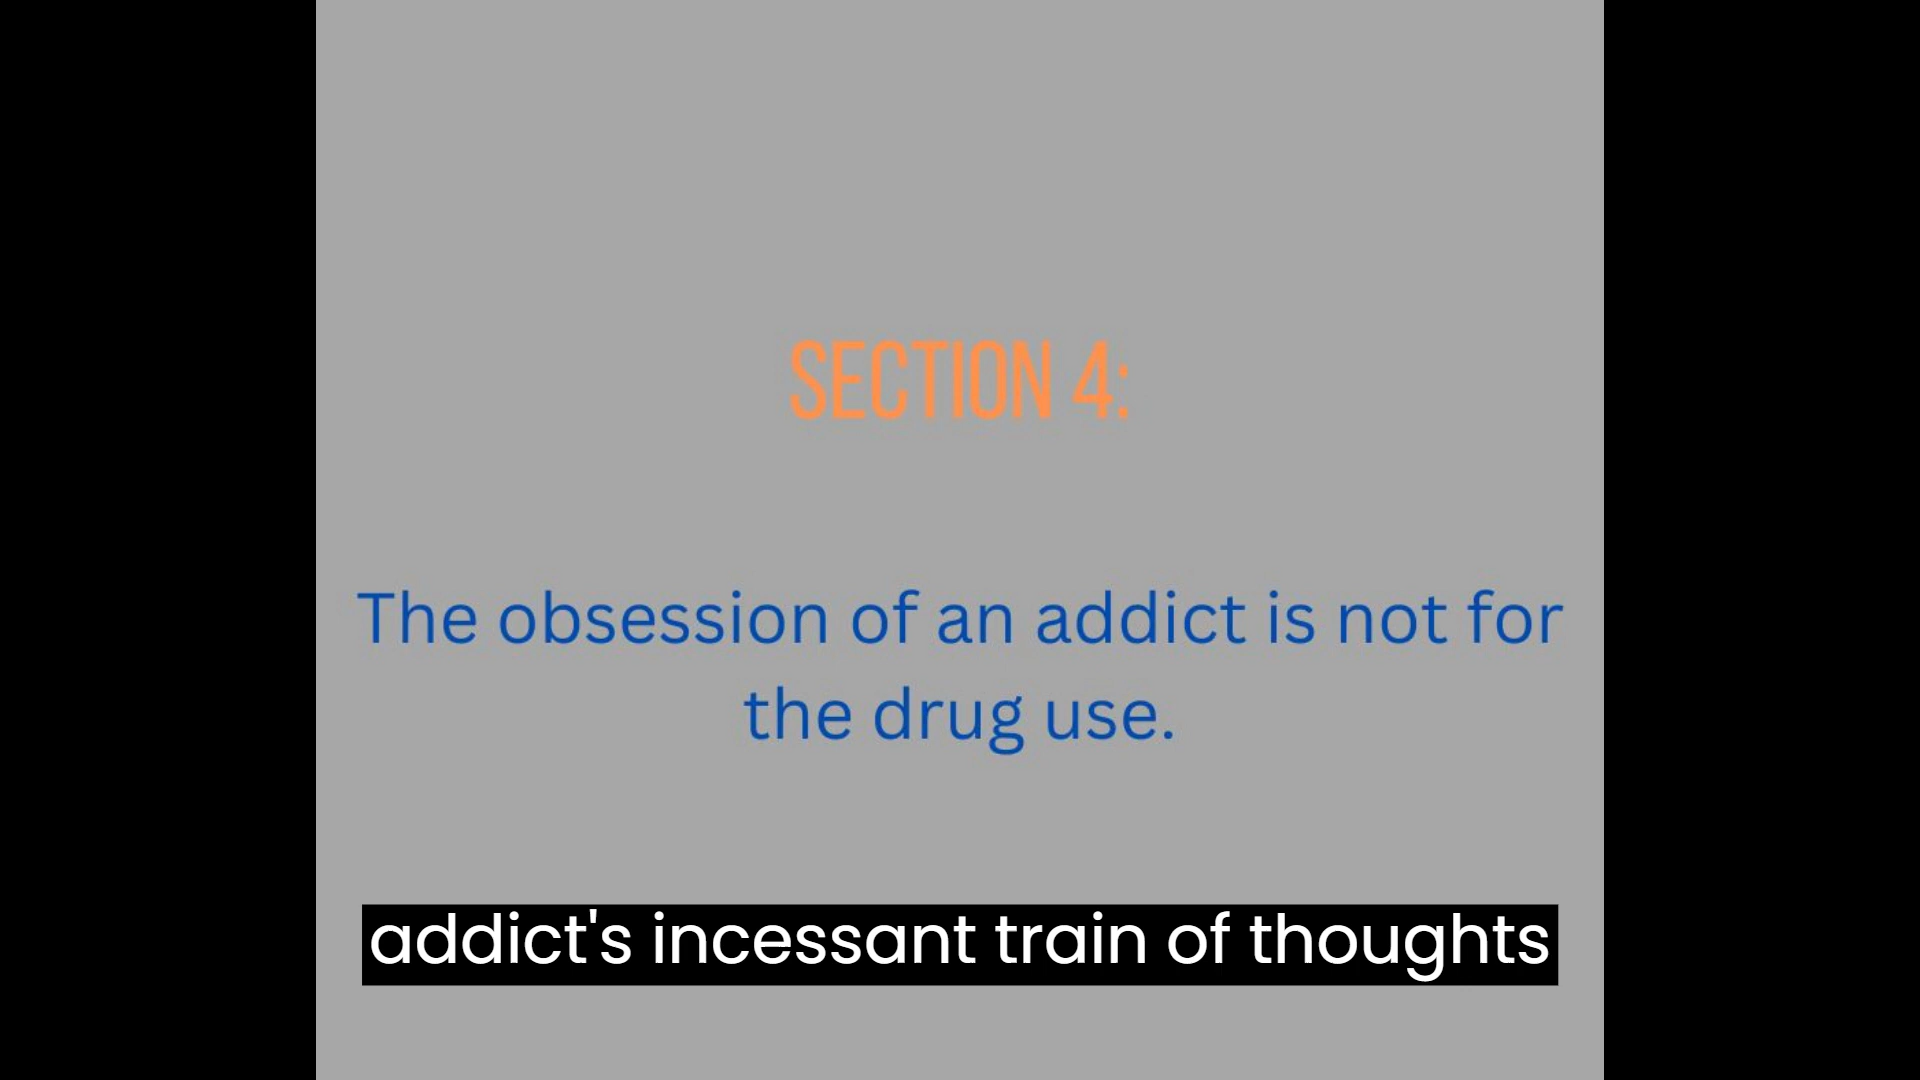 SECTION 4:
The obsession of an addict is not for
the drug use.
addict's incessant train of thoughts